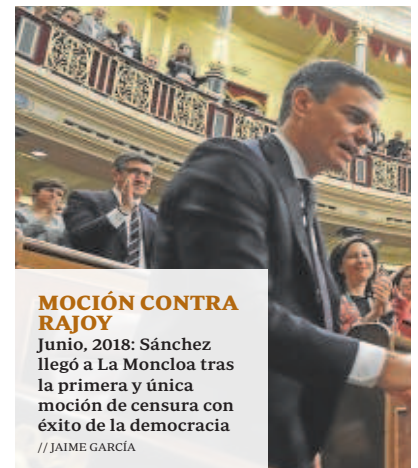 MOCIÓN CONTRA
RAJOY
Junio, 2018: Sánchez
llegó a La Moncloa tras
la primera y única
moción de censura con
éxito de la democracia
// JAIME GARCÍA